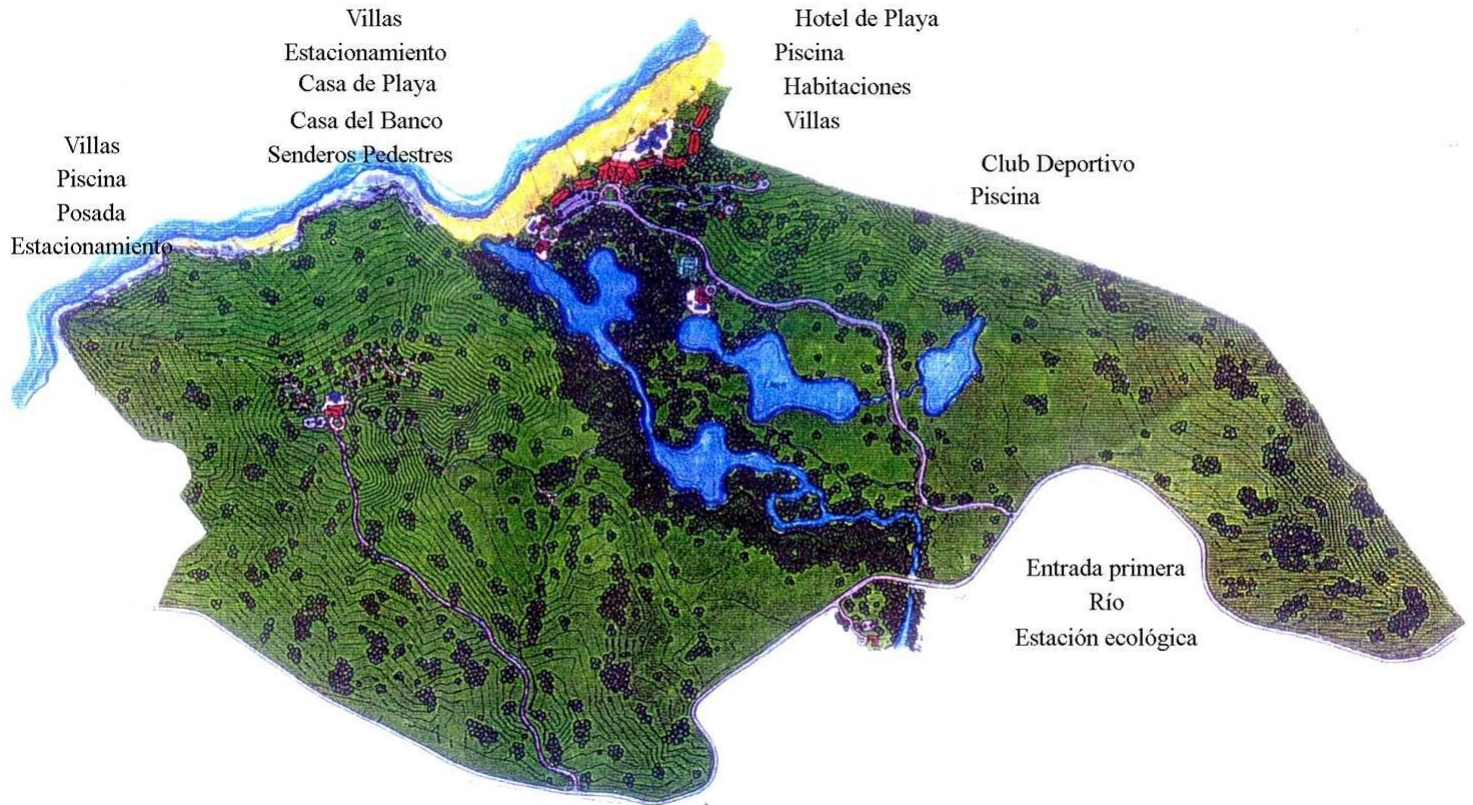 Villas
Estacionamiento
Casa de Playa
Casa del Banco
Senderos Pedestres
Hotel de Playa
Piscina
Habitaciones
Villas
Villas
Piscina
Posada
Estacionamiento
Club Deportivo
Piscina
Entrada primera
Río
Estación ecológica